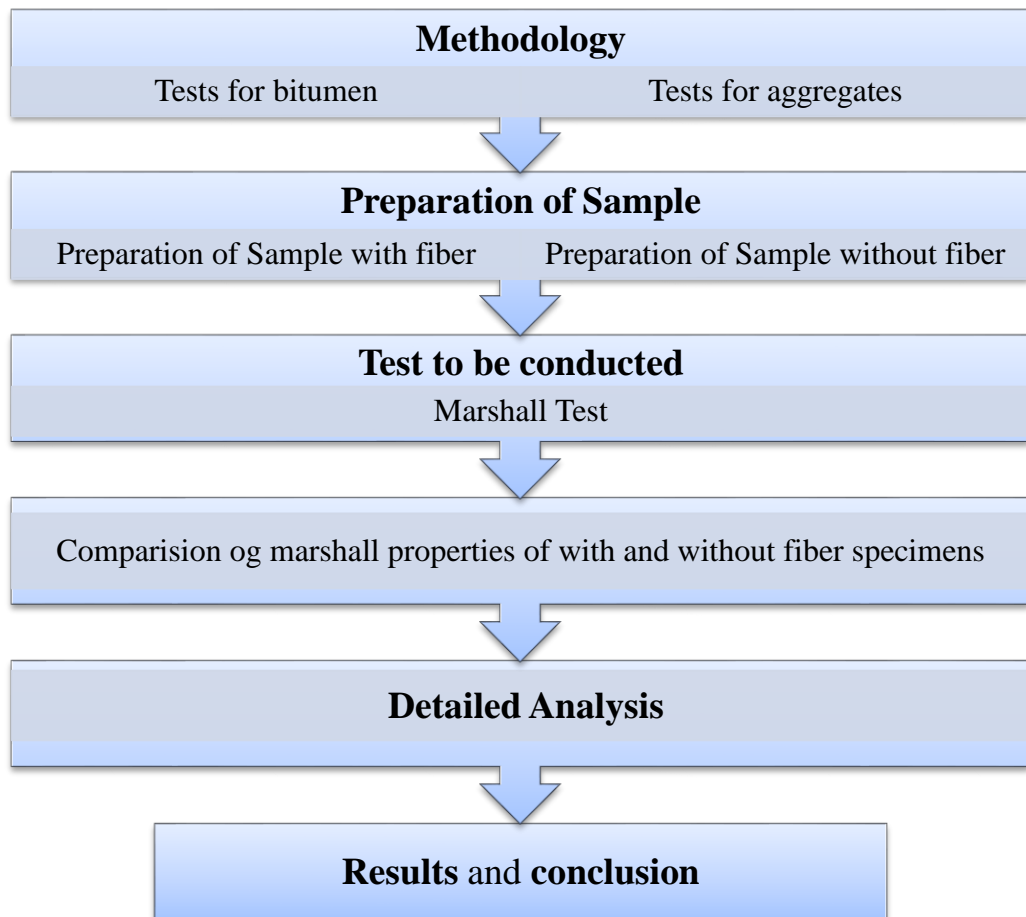 Methodology
Tests for bitumen Tests for aggregates
Preparation of Sample
Preparation of Sample with fiber Preparation of Sample without fiber
Test to be conducted
Marshall Test
Comparision og marshall properties of with and without fiber specimens
Detailed Analysis
Results and conclusion